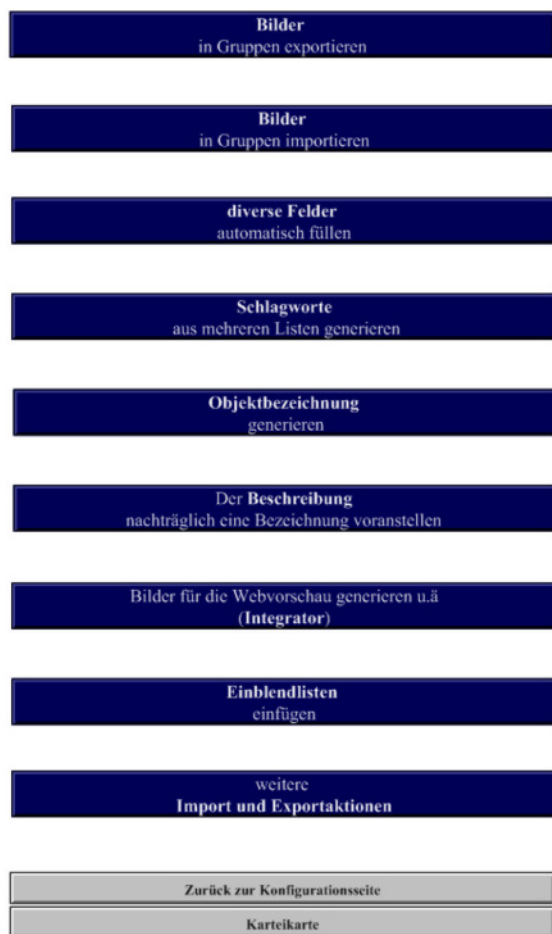 Bilder
in Gruppen exportieren
Bilder
in Gruppen importieren
diverse Felder
automatisch füllen
Schlagworte
aus mehreren Listen generieren
Objektbezeichnung
generieren
Der Beschreibung
nachträglich eine Bezeichnung voranstellen
Bilder für die Webvorschau generieren u.ä
(Integrator)
Einblendlisten
einfügen
weitere
Import und Exportaktionen
Zurück zur Konfigurationsseite
Karteikarte